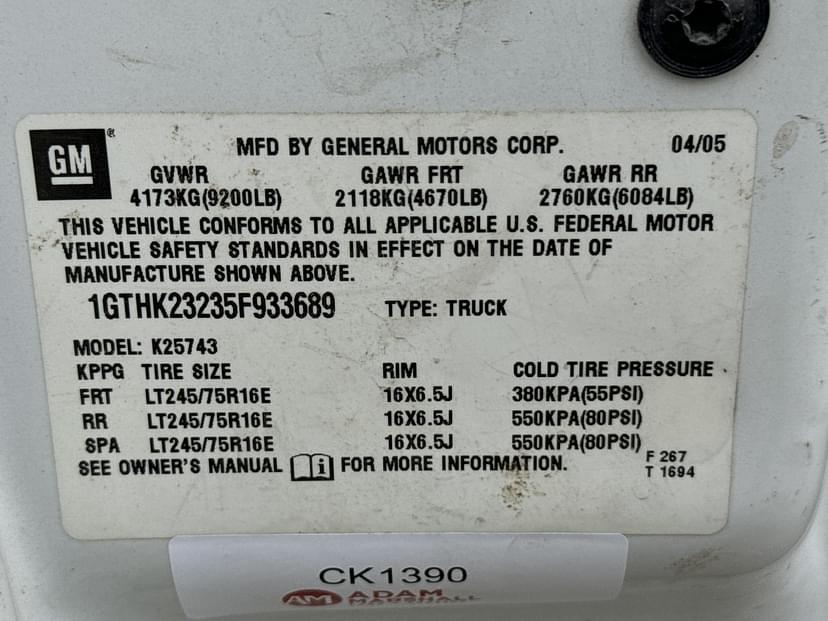 GM®
MFD BY GENERAL MOTORS CORP. 04/05
GVWR GAWR FRT GAWR RR
4173KG(9200LB) 2118KG(4670LB) 2760KG(6084LB)
THIS VEHICLE CONFORMS TO ALL APPLICABLE U.S. FEDERAL MOTOR
VEHICLE SAFETY STANDARDS IN EFFECT ON THE DATE OF
MANUFACTURE SHOWN ABOVE.
1GTHK23235F933689 TYPE: TRUCK
MODEL: K25743
KPPG TIRE SIZE RIM COLD TIRE PRESSURE
FRT LT245/75R16E 16X6.5J 380KPA(55PSI)
RR LT245/75R16E 16X6.5J 550KPA(80PSI)
SPA LT245/75R16E 16X6.5J 550KPA(80PSI)
SEE OWNER'S MANUAL i FOR MORE INFORMATION.
F 267
T 1694
CK1390
AM ADAM
MARSHALL